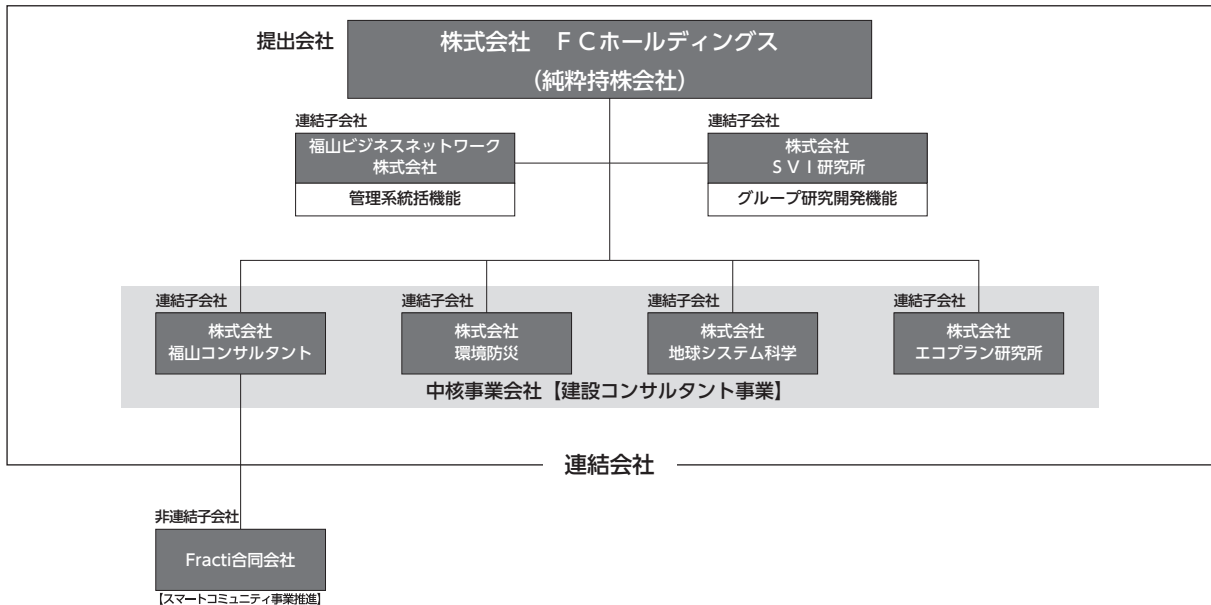 提出会社
株式会社　ＦＣホールディングス
（純粋持株会社）
連結子会社
福山ビジネスネットワーク
株式会社
管理系統括機能
連結子会社
株式会社
ＳＶＩ研究所
グループ研究開発機能
連結子会社
株式会社
福山コンサルタント
連結子会社
株式会社
環境防災
連結子会社
株式会社
地球システム科学
連結子会社
株式会社
エコプラン研究所
中核事業会社【建設コンサルタント事業】
連結会社
非連結子会社
Fracti合同会社
【スマートコミュニティ事業推進】